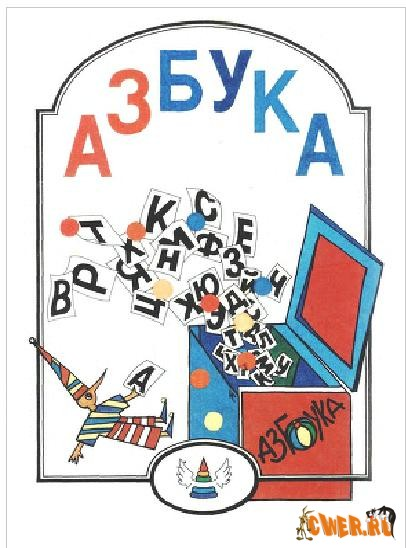 АЗБУКА
К С
Т И Ф Е
Н З
В Р П Ж Ю Д Й Ч
А
АЗБУКА
CWER.RU